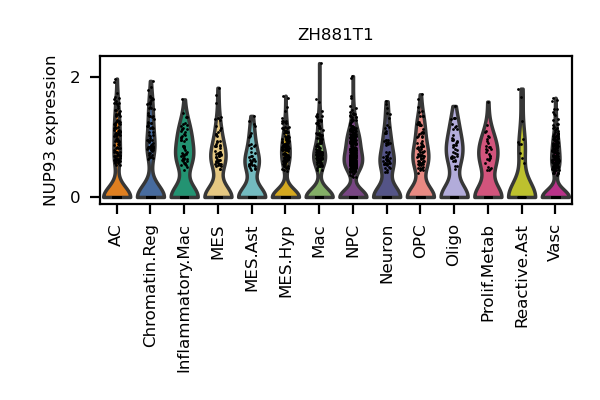 ZH881T1
NUP93 expression
2
0
AC
Chromatin.Reg
Inflammatory.Mac
MES
MES.Ast
MES.Hyp
Mac
NPC
Neuron
OPC
Oligo
Prolif.Metab
Reactive.Ast
Vasc